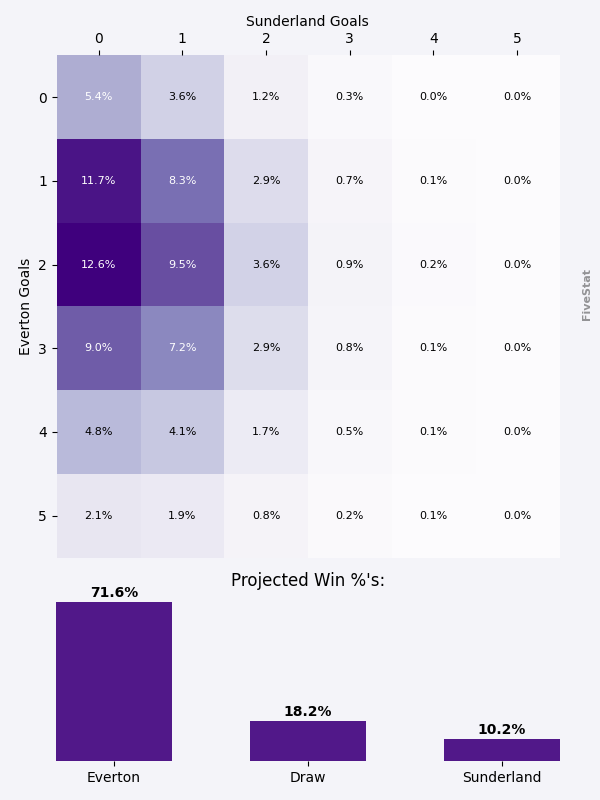 Sunderland Goals
0 1 2 3 4 5
0 5.4% 3.6% 1.2% 0.3% 0.0% 0.0%
1 11.7% 8.3% 2.9% 0.7% 0.1% 0.0%
2 12.6% 9.5% 3.6% 0.9% 0.2% 0.0%
3 9.0% 7.2% 2.9% 0.8% 0.1% 0.0%
4 4.8% 4.1% 1.7% 0.5% 0.1% 0.0%
5 2.1% 1.9% 0.8% 0.2% 0.1% 0.0%
Everton Goals
FiveStat
Projected Win %'s:
71.6%
18.2%
10.2%
Everton Draw Sunderland